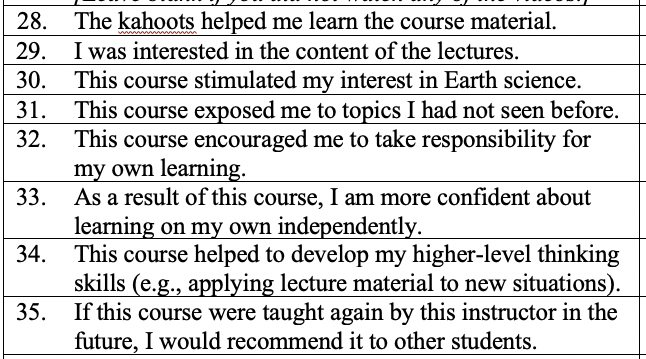 28. The kahoots helped me learn the course material.
29. I was interested in the content of the lectures.
30. This course stimulated my interest in Earth science.
31. This course exposed me to topics I had not seen before.
32. This course encouraged me to take responsibility for
my own learning.
33. As a result of this course, I am more confident about
learning on my own independently.
34. This course helped to develop my higher-level thinking
skills (e.g., applying lecture material to new situations).
35. If this course were taught again by this instructor in the
future, I would recommend it to other students.